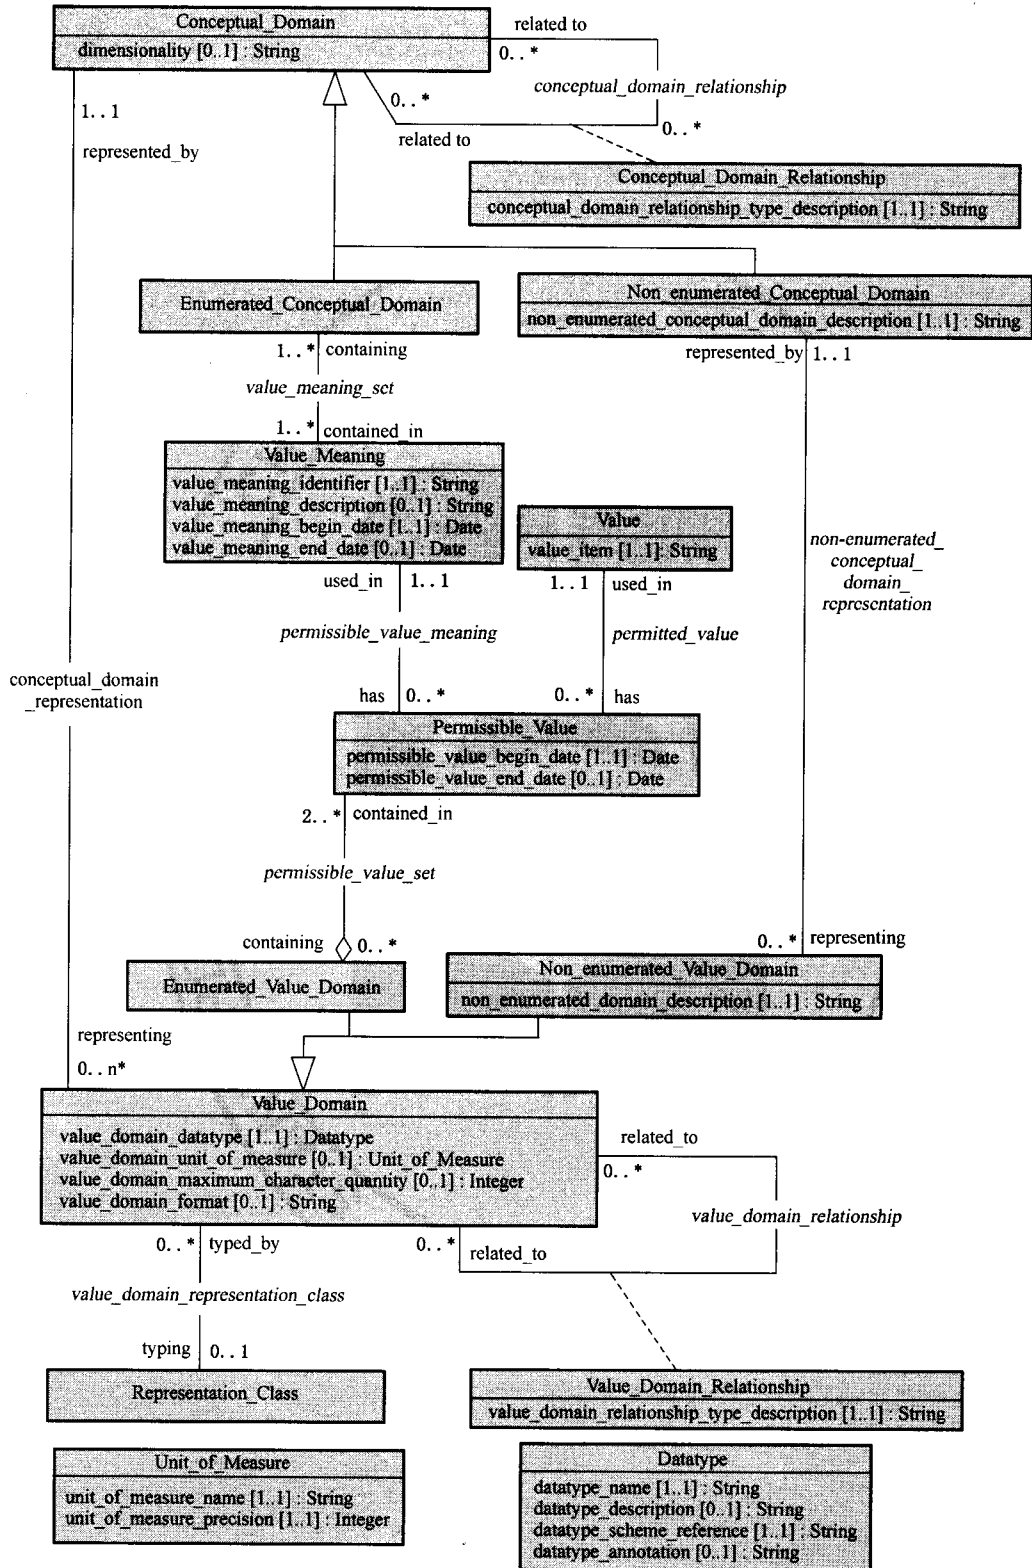 Conceptual_Domain
dimensionality [0..1] : String
related to
0..*
conceptual_domain_relationship
0..*
0..*
related to
1..1
represented_by
Conceptual_Domain_Relationship
conceptual_domain_relationship_type_description [1..1] : String
Enumerated_Conceptual_Domain
Non_enumerated_Conceptual_Domain
non_enumerated_conceptual_domain_description [1..1] : String
1..* containing
represented_by 1..1
value_meaning_set
1..* contained_in
Value_Meaning
value_meaning_identifier [1..1] : String
value_meaning_description [0..1] : String
value_meaning_begin_date [1..1] : Date
value_meaning_end_date [0..1] : Date
Value
value_item [1..1]: String
non-enumerated_
conceptual_
domain_
representation
used_in 1..1
1..1 used_in
permissible_value_meaning
permitted_value
conceptual_domain
_representation
has 0..*
0..* has
Permissible_Value
permissible_value_begin_date [1..1] : Date
permissible_value_end_date [0..1] : Date
2..* contained_in
permissible_value_set
containing 0..*
0..* representing
Enumerated_Value_Domain
Non_enumerated_Value_Domain
non_enumerated_domain_description [1..1] : String
representing
0..n*
Value_Domain
value_domain_datatype [1..1] : Datatype
value_domain_unit_of_measure [0..1] : Unit_of_Measure
value_domain_maximum_character_quantity [0..1] : Integer
value_domain_format [0..1] : String
related_to
0..*
value_domain_relationship
0..* typed_by
0..* related_to
value_domain_representation_class
typing 0..1
Representation_Class
Value_Domain_Relationship
value_domain_relationship_type_description [1..1] : String
Unit_of_Measure
unit_of_measure_name [1..1] : String
unit_of_measure_precision [1..1] : Integer
Datatype
datatype_name [1..1] : String
datatype_description [0..1] : String
datatype_scheme_reference [1..1] : String
datatype_annotation [0..1] : String